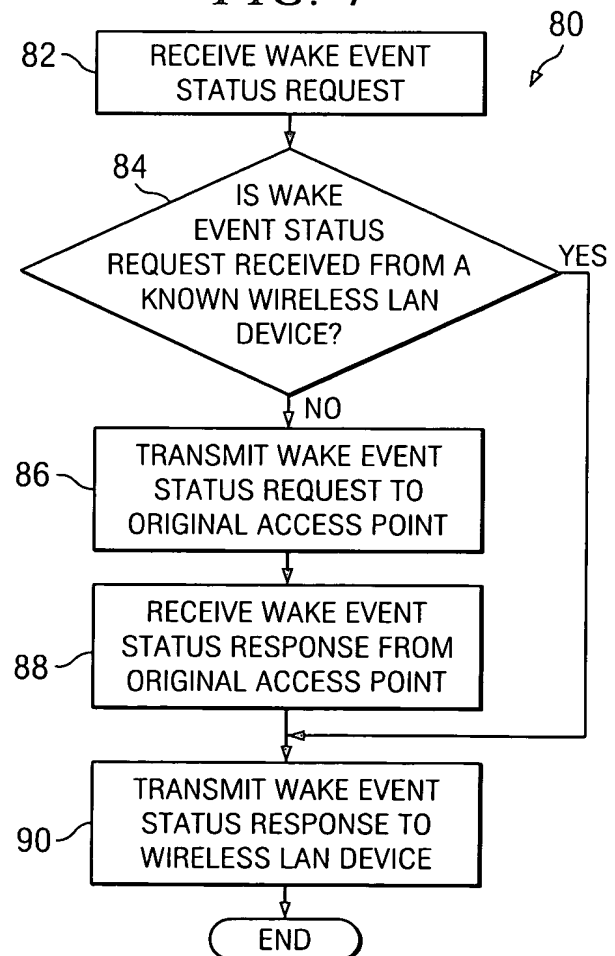 80
82
RECEIVE WAKE EVENT
STATUS REQUEST
84
IS WAKE
EVENT STATUS
REQUEST RECEIVED FROM A
KNOWN WIRELESS LAN
DEVICE?
YES
NO
86
TRANSMIT WAKE EVENT
STATUS REQUEST TO
ORIGINAL ACCESS POINT
88
RECEIVE WAKE EVENT
STATUS RESPONSE FROM
ORIGINAL ACCESS POINT
90
TRANSMIT WAKE EVENT
STATUS RESPONSE TO
WIRELESS LAN DEVICE
END